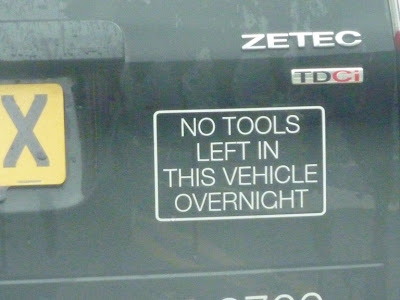 ZETEC
TDCi
X
NO TOOLS
LEFT IN
THIS VEHICLE
OVERNIGHT